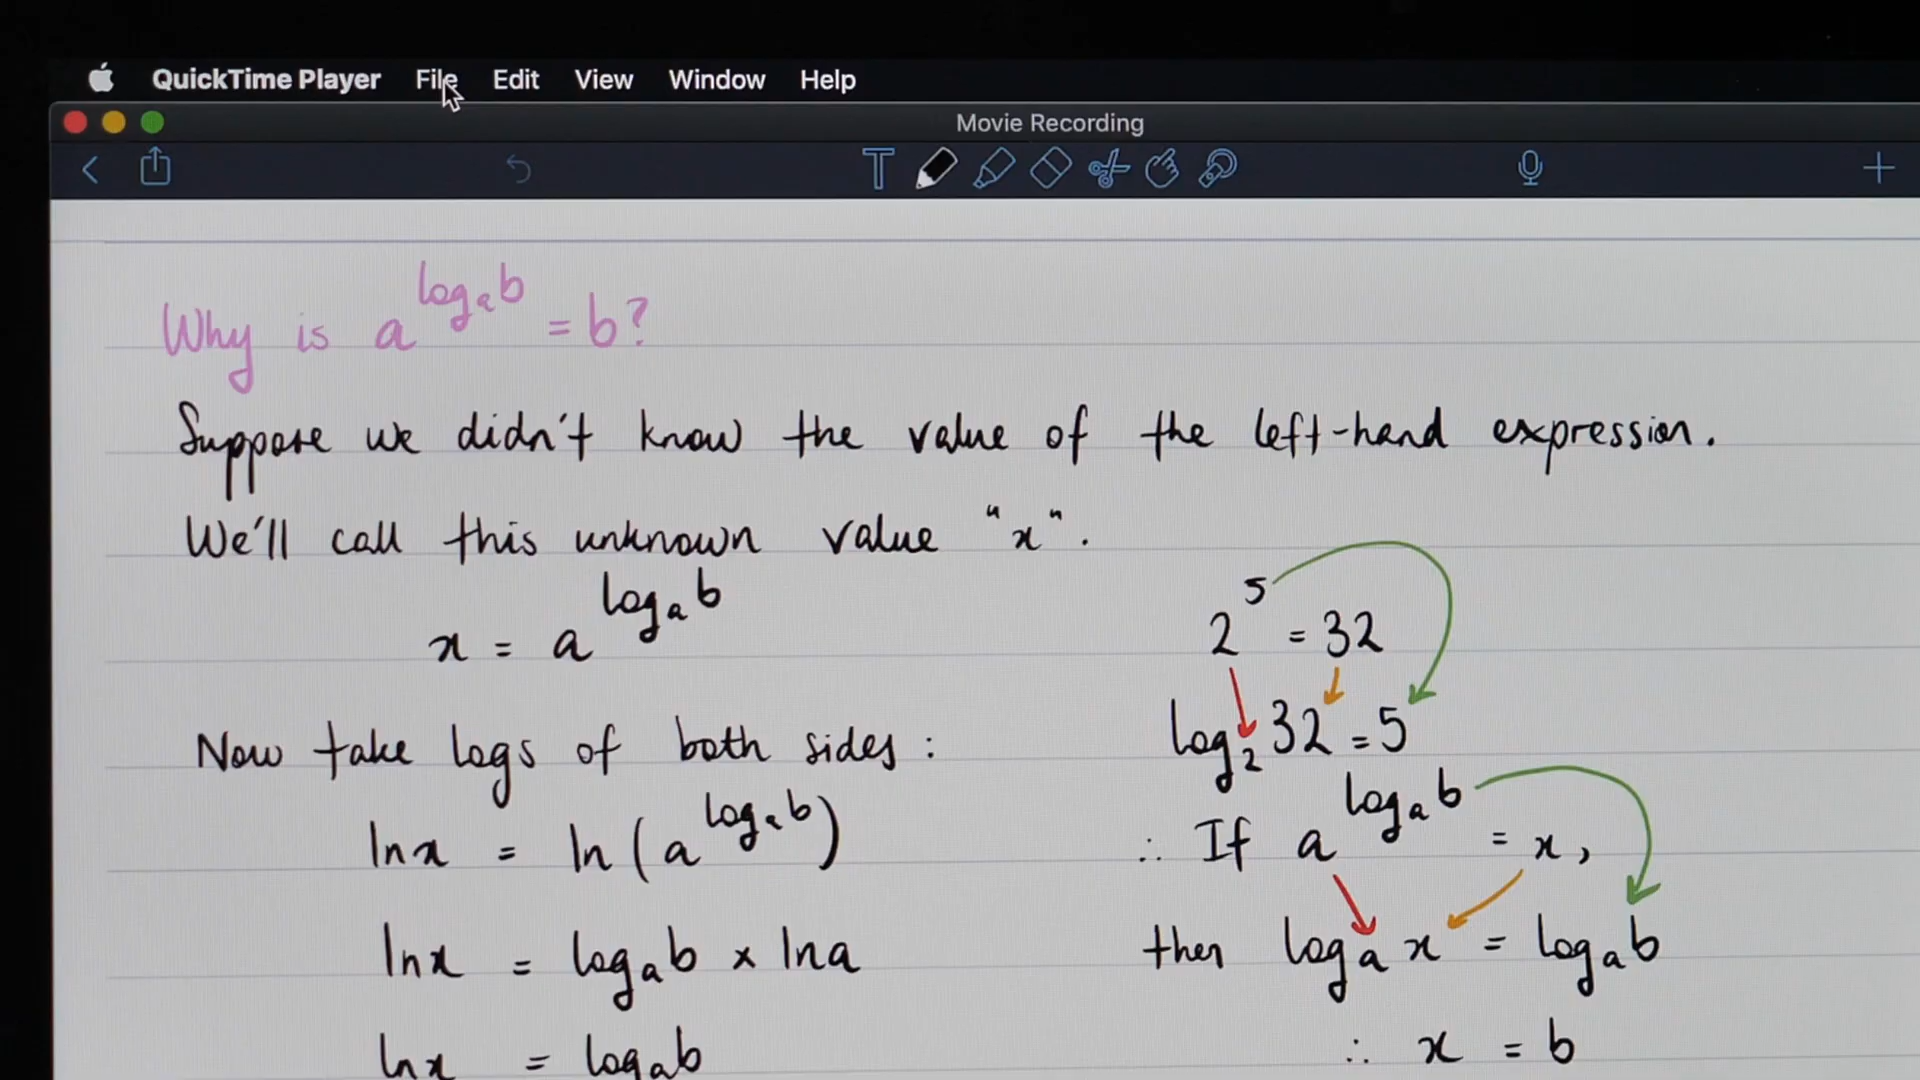 QuickTime Player File Edit View Window Help
Movie Recording
Why is a^{log_a b} = b?
Suppose we didn't know the value of the left-hand expression.
We'll call this unknown value "x".
x = a^{log_a b}
Now take logs of both sides:
ln x = ln(a^{log_a b})
ln x = log_a b × ln a
ln x = log_a b
2^5 = 32
log_2 32 = 5
∴ If a^{log_a b} = x,
then log_a x = log_a b
∴ x = b